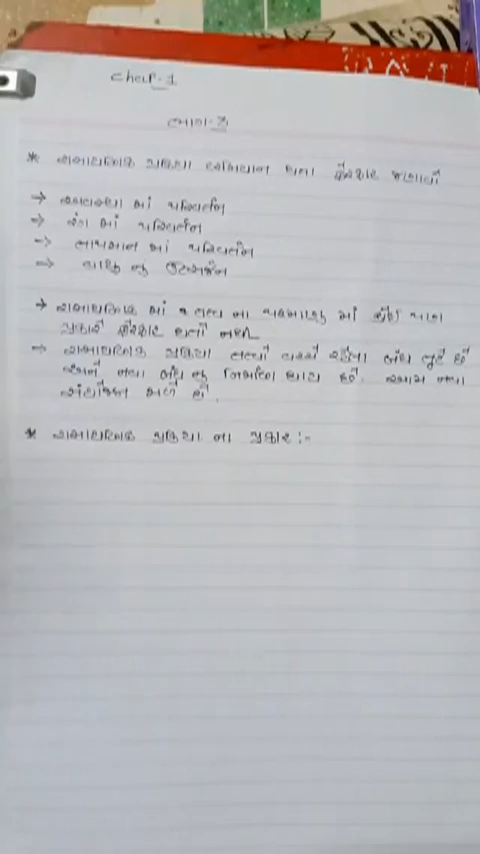 chep-1
ભાગ-3
* રાસાયણિક પ્રક્રિયા દરમિયાન થતા ફેરફાર જણાવો
→ અવસ્થા માં પરિવર્તન
→ રંગ માં પરિવર્તન
→ તાપમાન માં પરિવર્તન
→ વાયુ નું ઉત્સર્જન
→ રાસાયણિક માં તત્વ ના પરમાણુ માં કોઈ પણ
પ્રકારે ફેરફાર થતો નથી
→ રાસાયણિક પ્રક્રિયા તત્વો વચ્ચે રહેલા બંધ તૂટે છે
અને નવા બંધ નું નિર્માણ થાય છે. આમ નવા
સંયોજન મળે છે.
* રાસાયણિક પ્રક્રિયા ના પ્રકાર :-